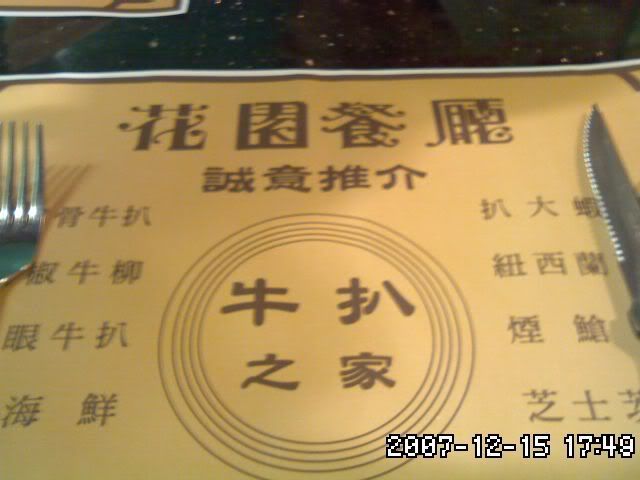 花園餐廳
誠意推介
骨牛扒
椒牛柳
眼牛扒
海鮮
牛扒
之家
扒大蝦
紐西蘭
煙鱠
芝士
2007-12-15 17:49